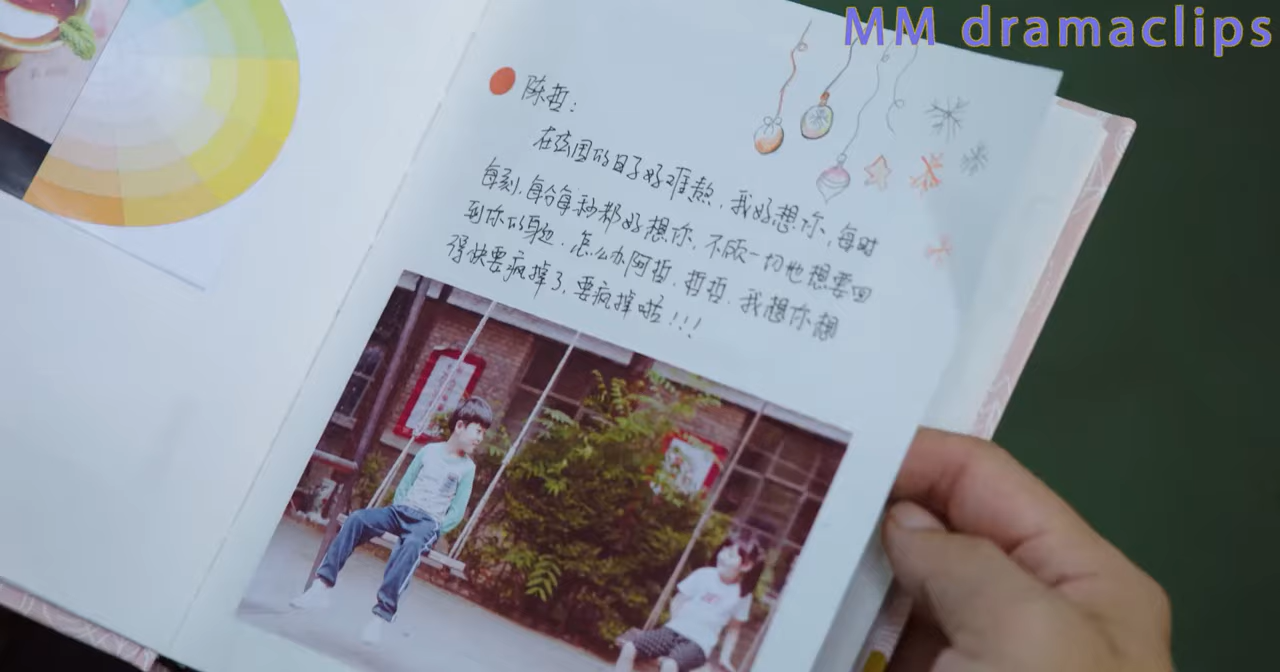 MM dramaclips
陈哲：
在法国的日子好难熬，我好想你，每时
每刻，每分每秒都好想你，不顾一切地想要回
到你的身边．怎么办阿哲．哲哲．我想你想
得快要疯掉了，要疯掉啦！！！